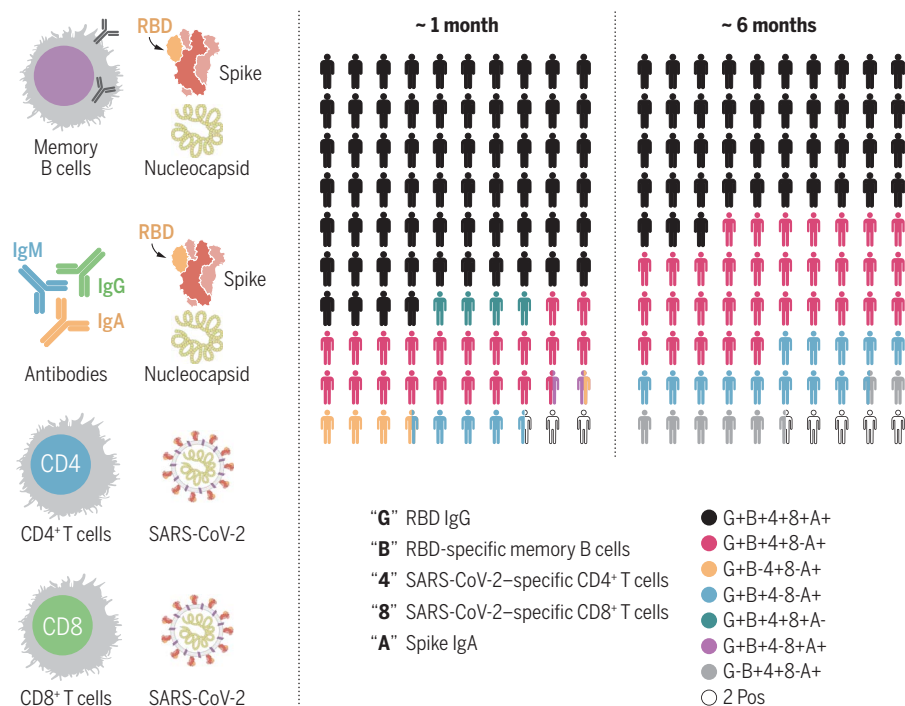 RBD
Spike
Memory
B cells
Nucleocapsid
IgM
IgG
IgA
RBD
Spike
Antibodies
Nucleocapsid
CD4
CD4⁺ T cells
SARS-CoV-2
CD8
CD8⁺ T cells
SARS-CoV-2
~ 1 month
~ 6 months
“G” RBD IgG
“B” RBD-specific memory B cells
“4” SARS-CoV-2–specific CD4⁺ T cells
“8” SARS-CoV-2–specific CD8⁺ T cells
“A” Spike IgA
G+B+4+8+A+
G+B+4+8-A+
G+B-4+8-A+
G+B+4-8-A+
G+B+4+8+A-
G+B+4-8+A+
G-B+4+8-A+
2 Pos